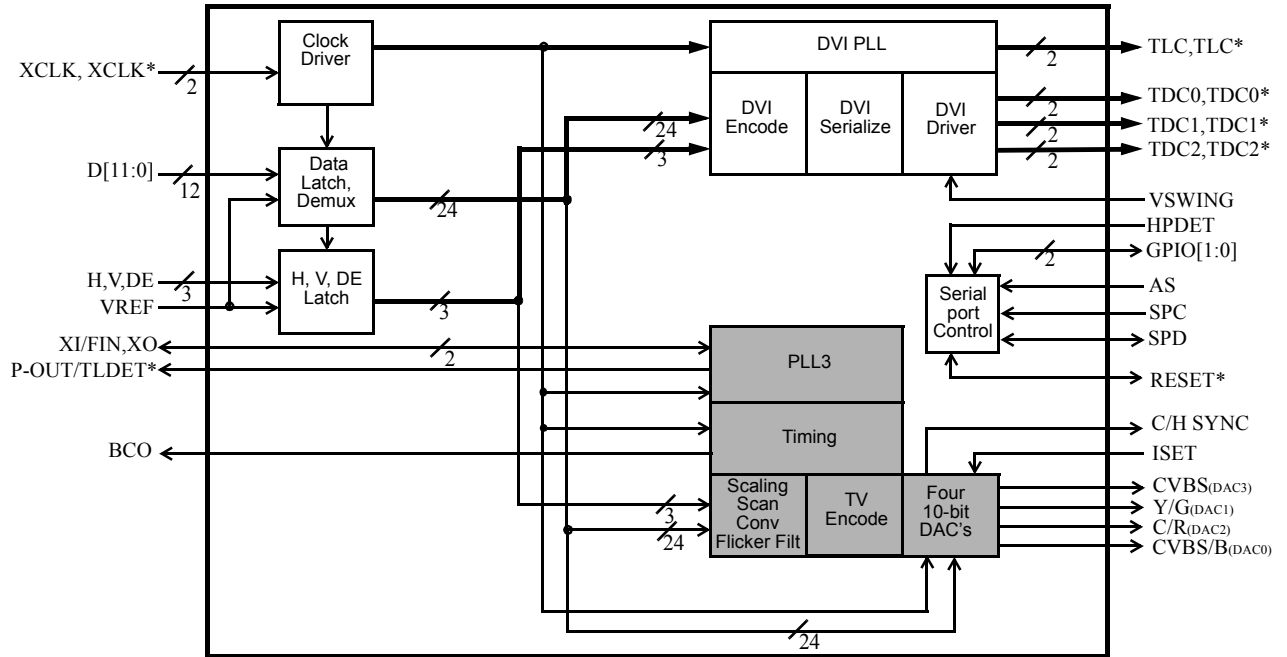 Clock
Driver
DVI PLL
TLC,TLC*
2
XCLK, XCLK*
2
TDC0,TDC0*
2
DVI
Encode
DVI
Serialize
DVI
Driver
24
TDC1,TDC1*
2
3
TDC2,TDC2*
2
D[11:0]
12
Data
Latch,
Demux
24
VSWING
HPDET
GPIO[1:0]
2
H,V,DE
3
VREF
H, V, DE
Latch
3
Serial
port
Control
AS
SPC
SPD
XI/FIN,XO
2
P-OUT/TLDET*
PLL3
RESET*
Timing
C/H SYNC
BCO
ISET
Scaling
Scan
Conv
Flicker Filt
TV
Encode
Four
10-bit
DAC's
3
24
CVBS(DAC3)
Y/G(DAC1)
C/R(DAC2)
CVBS/B(DAC0)
24